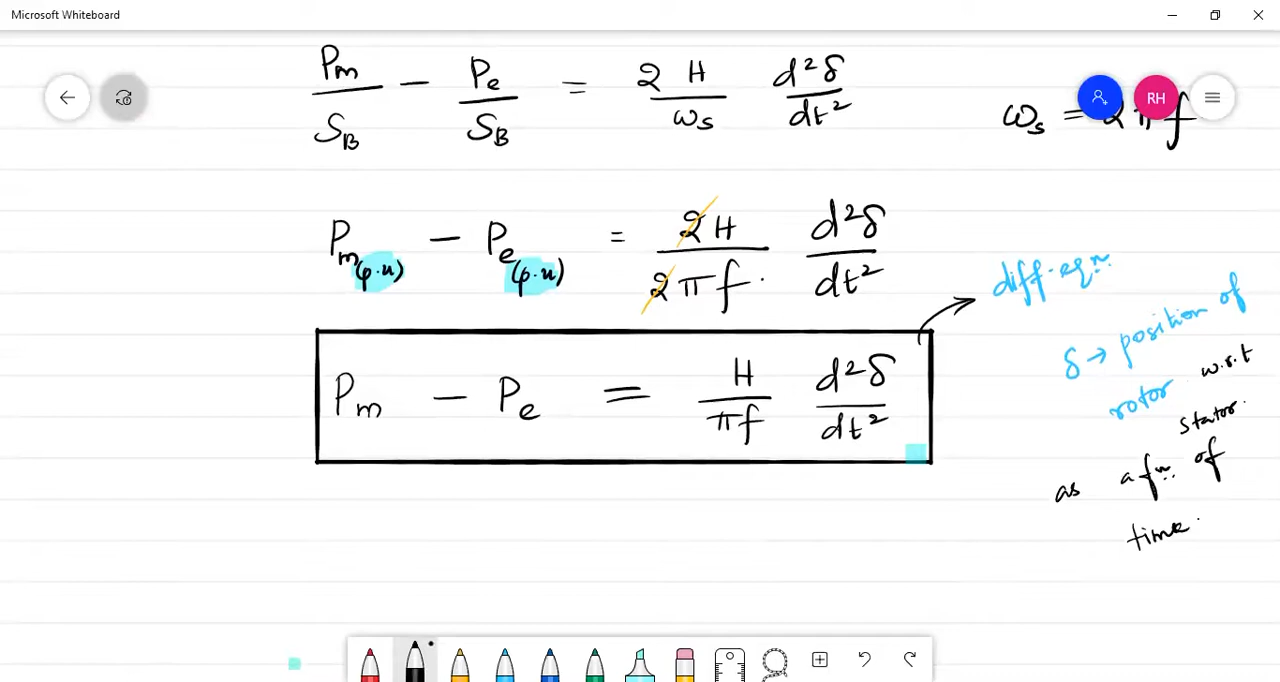 Microsoft Whiteboard
Pm/SB − Pe/SB = 2H/ωs d²δ/dt²
ωs = 2πf
RH
Pm(p.u) − Pe(p.u) = 2H/2πf. d²δ/dt²
diff-eqn
δ → position of
rotor w.r.t
stator.
as a fn of
time.
Pm − Pe = H/πf d²δ/dt²